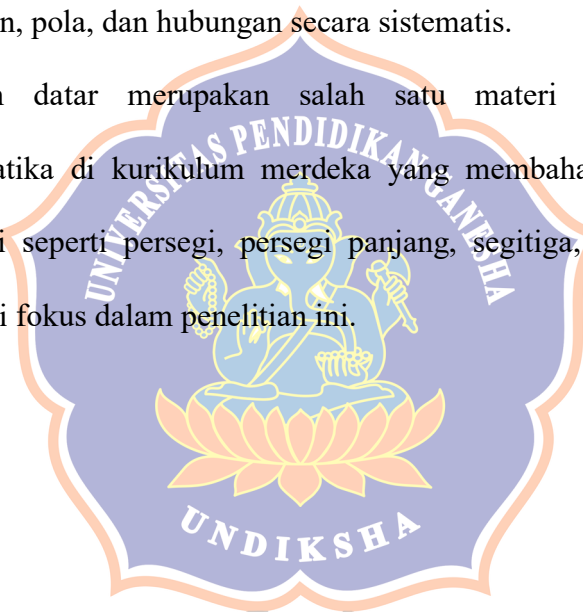 n, pola, dan hubungan secara sistematis.
datar merupakan salah satu materi
atika di kurikulum merdeka yang membaha
i seperti persegi, persegi panjang, segitiga,
i fokus dalam penelitian ini.
UNIVERSITAS PENDIDIKAN GANESHA
UNDIKSHA